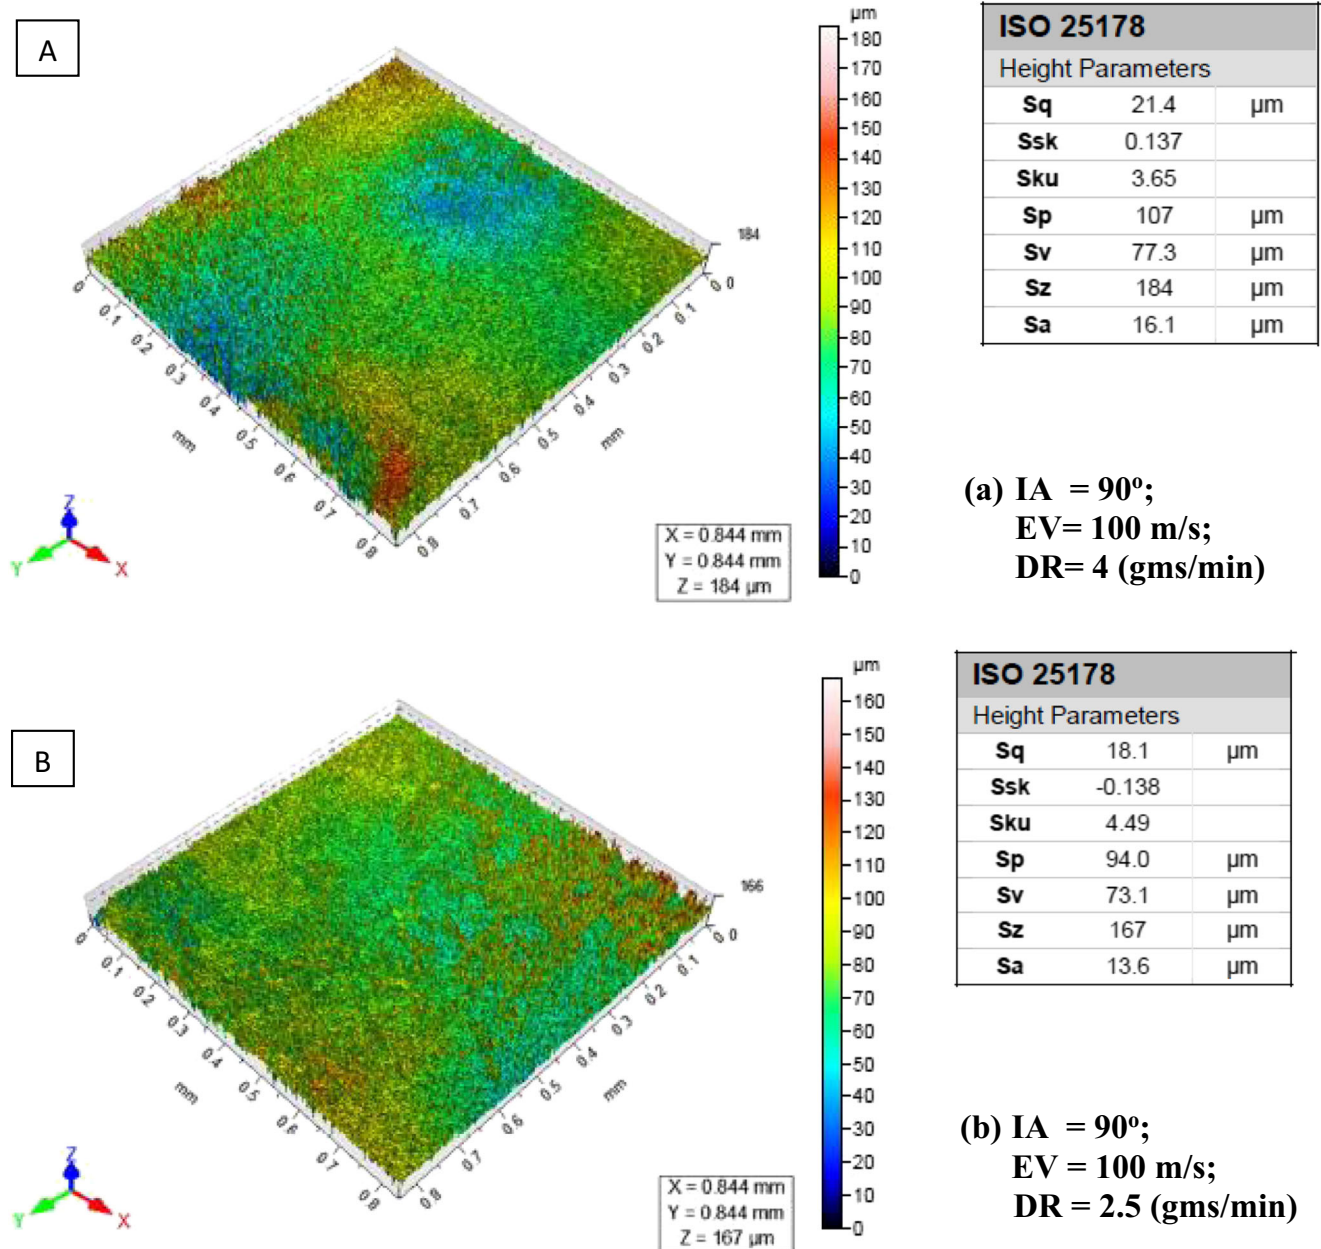 A
µm
180
170
160
150
140
130
120
110
100
90
80
70
60
50
40
30
20
10
0
184
0 0.1 0.2 0.3 0.4 0.5 0.6 0.7 0.8
mm
0 0.1 0.2 0.3 0.4 0.5 0.6 0.7 0.8
mm
Z
Y X
X = 0.844 mm
Y = 0.844 mm
Z = 184 µm
ISO 25178
Height Parameters
Sq 21.4 µm
Ssk 0.137
Sku 3.65
Sp 107 µm
Sv 77.3 µm
Sz 184 µm
Sa 16.1 µm
(a) IA = 90º;
EV= 100 m/s;
DR= 4 (gms/min)
B
µm
160
150
140
130
120
110
100
90
80
70
60
50
40
30
20
10
0
166
0 0.1 0.2 0.3 0.4 0.5 0.6 0.7 0.8
mm
0 0.1 0.2 0.3 0.4 0.5 0.6 0.7 0.8
mm
Z
Y X
X = 0.844 mm
Y = 0.844 mm
Z = 167 µm
ISO 25178
Height Parameters
Sq 18.1 µm
Ssk -0.138
Sku 4.49
Sp 94.0 µm
Sv 73.1 µm
Sz 167 µm
Sa 13.6 µm
(b) IA = 90º;
EV = 100 m/s;
DR = 2.5 (gms/min)